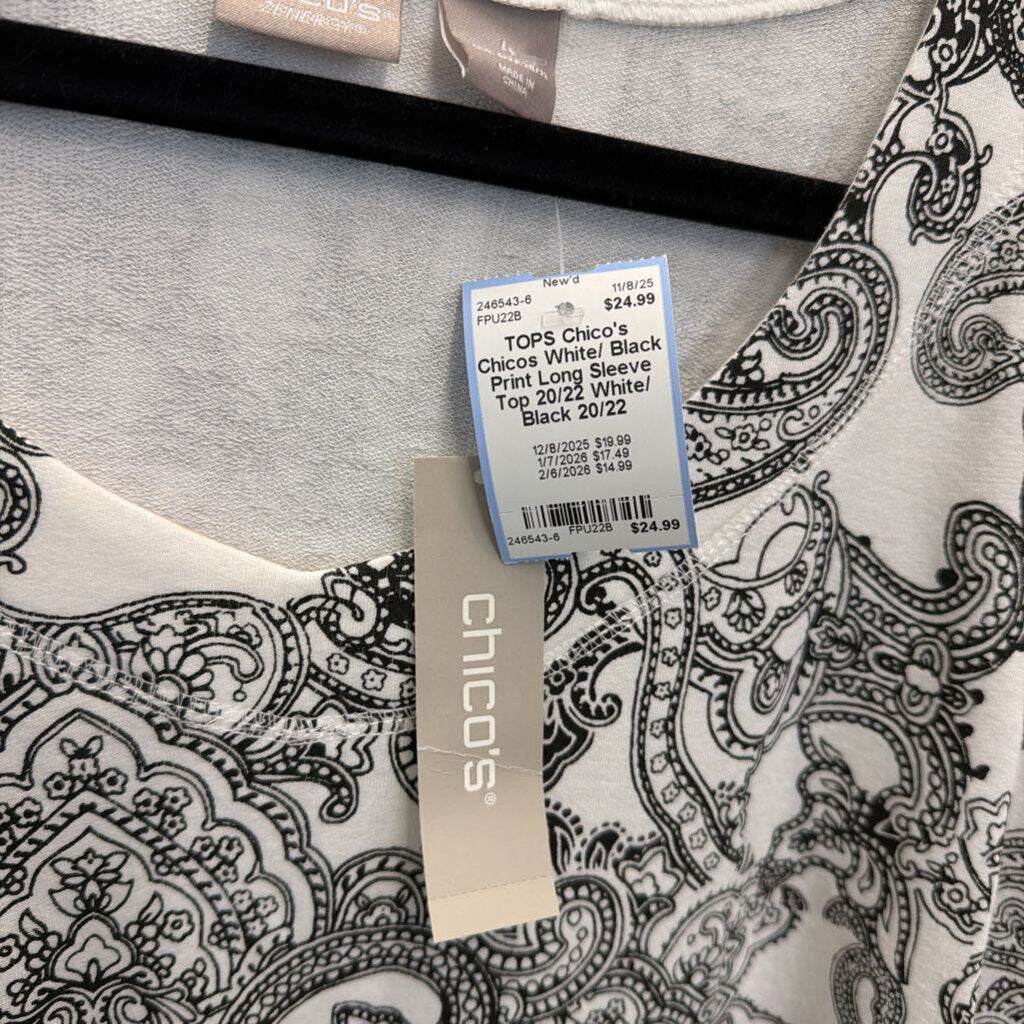 ZENERGY®
MADE IN
CHINA
New'd
246543-6
11/8/25
FPU22B
$24.99
TOPS Chico's
Chicos White/ Black
Print Long Sleeve
Top 20/22 White/
Black 20/22
12/8/2025 $19.99
1/7/2026 $17.49
2/6/2026 $14.99
246543-6
FPU22B
$24.99
chico's®